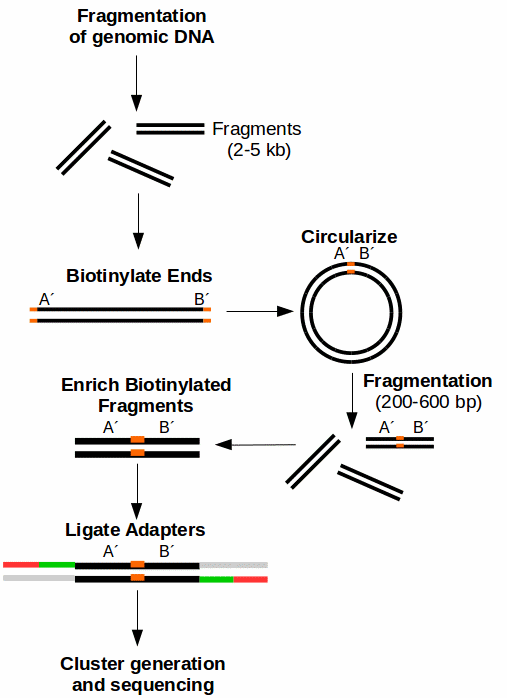 Fragmentation
of genomic DNA
Fragments
(2-5 kb)
Biotinylate Ends
A´ B´
Circularize
A´ B´
Fragmentation
(200-600 bp)
A´ B´
Enrich Biotinylated
Fragments
A´ B´
Ligate Adapters
A´ B´
Cluster generation
and sequencing